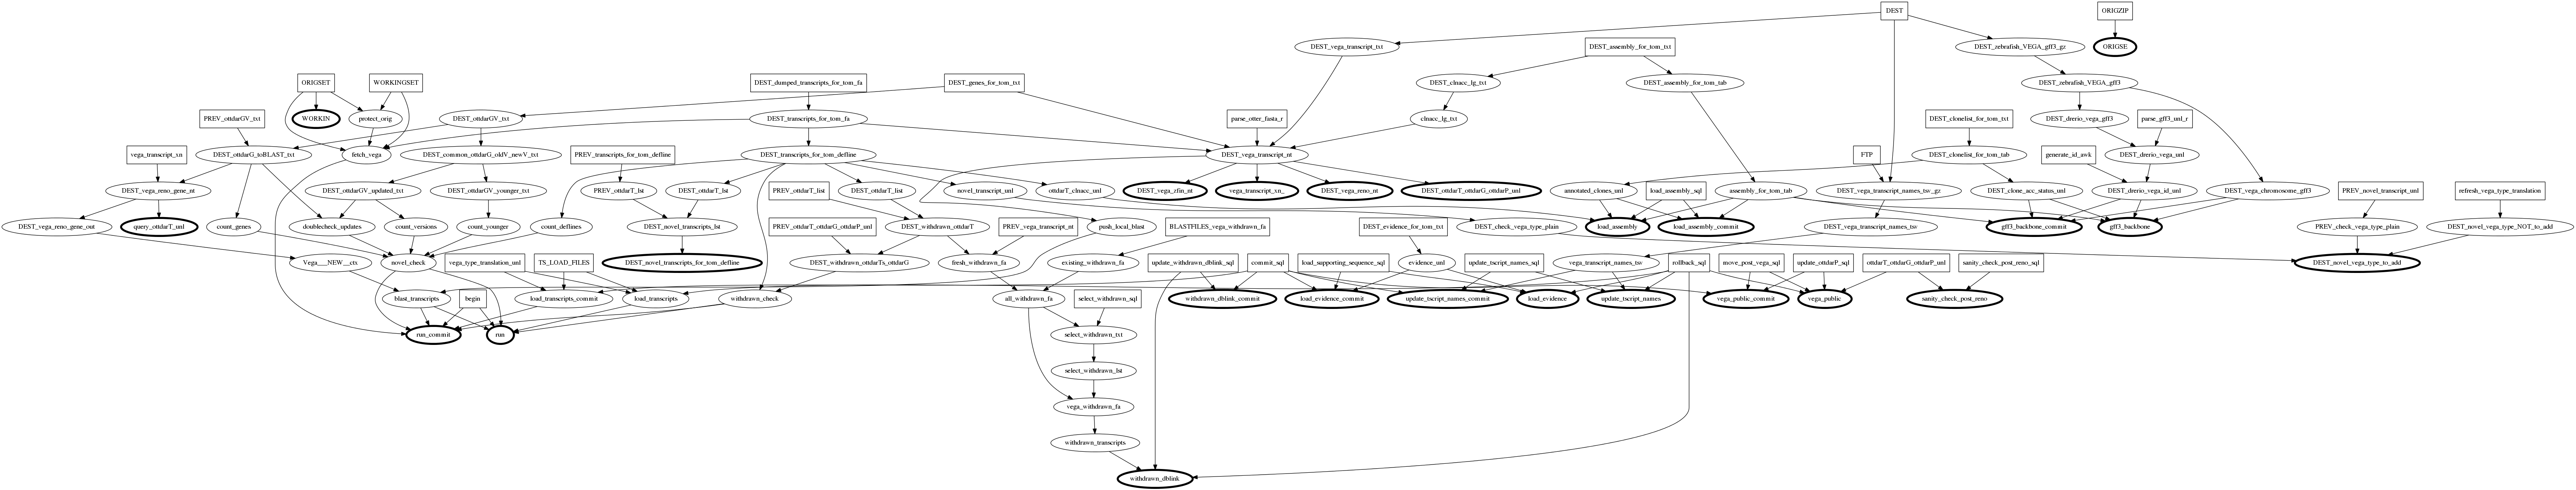 DEST
ORIGZIP
DEST_vega_transcript_txt
DEST_assembly_for_tom_txt
DEST_zebrafish_VEGA_gff3_gz
ORIGSE
ORIGSET
WORKINGSET
DEST_dumped_transcripts_for_tom_fa
DEST_genes_for_tom_txt
DEST_clnacc_lg_txt
DEST_assembly_for_tom_tab
DEST_zebrafish_VEGA_gff3
PREV_ottdarGV_txt
WORKIN
protect_orig
DEST_ottdarGV_txt
DEST_transcripts_for_tom_fa
parse_otter_fasta_r
clnacc_lg_txt
DEST_clonelist_for_tom_txt
DEST_drerio_vega_gff3
parse_gff3_unl_r
vega_transcript_xn
DEST_ottdarG_toBLAST_txt
fetch_vega
DEST_common_ottdarG_oldV_newV_txt
PREV_transcripts_for_tom_defline
DEST_transcripts_for_tom_defline
DEST_vega_transcript_nt
FTP
DEST_clonelist_for_tom_tab
generate_id_awk
DEST_drerio_vega_unl
DEST_vega_reno_gene_nt
DEST_ottdarGV_updated_txt
DEST_ottdarGV_younger_txt
PREV_ottdarT_lst
DEST_ottdarT_lst
PREV_ottdarT_list
DEST_ottdarT_list
novel_transcript_unl
ottdarT_clnacc_unl
DEST_vega_zfin_nt
vega_transcript_xn_
DEST_vega_reno_nt
DEST_ottdarT_ottdarG_ottdarP_unl
annotated_clones_unl
load_assembly_sql
assembly_for_tom_tab
DEST_vega_transcript_names_tsv_gz
DEST_clone_acc_status_unl
DEST_drerio_vega_id_unl
DEST_vega_chromosome_gff3
PREV_novel_transcript_unl
refresh_vega_type_translation
DEST_vega_reno_gene_out
query_ottdarT_unl
count_genes
doublecheck_updates
count_versions
count_younger
count_deflines
DEST_novel_transcripts_lst
PREV_ottdarT_ottdarG_ottdarP_unl
DEST_withdrawn_ottdarT
PREV_vega_transcript_nt
push_local_blast
BLASTFILES_vega_withdrawn_fa
DEST_evidence_for_tom_txt
DEST_check_vega_type_plain
load_assembly
load_assembly_commit
DEST_vega_transcript_names_tsv
gff3_backbone_commit
gff3_backbone
PREV_check_vega_type_plain
DEST_novel_vega_type_NOT_to_add
Vega___NEW__ctx
novel_check
vega_type_translation_unl
TS_LOAD_FILES
DEST_novel_transcripts_for_tom_defline
DEST_withdrawn_ottdarTs_ottdarG
fresh_withdrawn_fa
existing_withdrawn_fa
update_withdrawn_dblink_sql
commit_sql
load_supporting_sequence_sql
evidence_unl
update_tscript_names_sql
vega_transcript_names_tsv
rollback_sql
move_post_vega_sql
update_ottdarP_sql
ottdarT_ottdarG_ottdarP_unl
sanity_check_post_reno_sql
DEST_novel_vega_type_to_add
blast_transcripts
begin
load_transcripts_commit
load_transcripts
withdrawn_check
all_withdrawn_fa
select_withdrawn_sql
withdrawn_dblink_commit
load_evidence_commit
update_tscript_names_commit
load_evidence
update_tscript_names
vega_public_commit
vega_public
sanity_check_post_reno
run_commit
run
select_withdrawn_txt
select_withdrawn_lst
vega_withdrawn_fa
withdrawn_transcripts
withdrawn_dblink